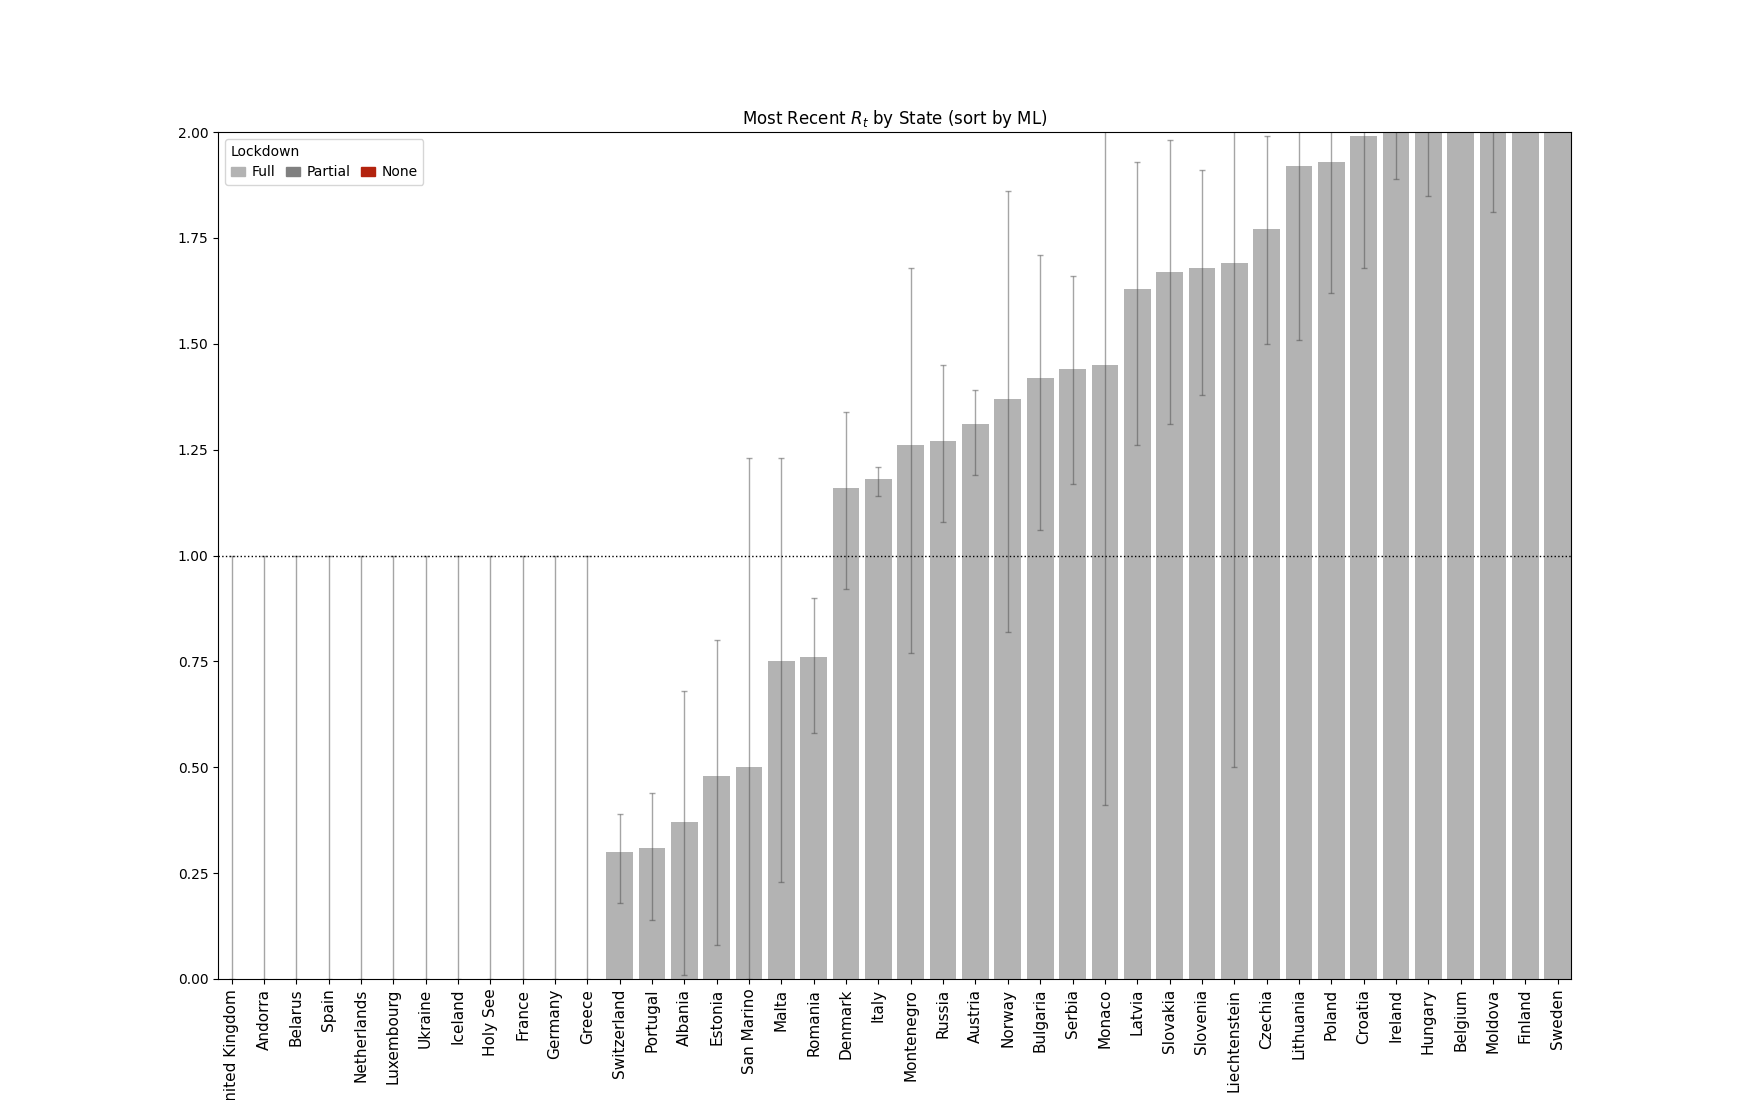 Most Recent Rt by State (sort by ML)
Lockdown
Full Partial None
2.00
1.75
1.50
1.25
1.00
0.75
0.50
0.25
0.00
nited Kingdom
Andorra
Belarus
Spain
Netherlands
Luxembourg
Ukraine
Iceland
Holy See
France
Germany
Greece
Switzerland
Portugal
Albania
Estonia
San Marino
Malta
Romania
Denmark
Italy
Montenegro
Russia
Austria
Norway
Bulgaria
Serbia
Monaco
Latvia
Slovakia
Slovenia
Liechtenstein
Czechia
Lithuania
Poland
Croatia
Ireland
Hungary
Belgium
Moldova
Finland
Sweden